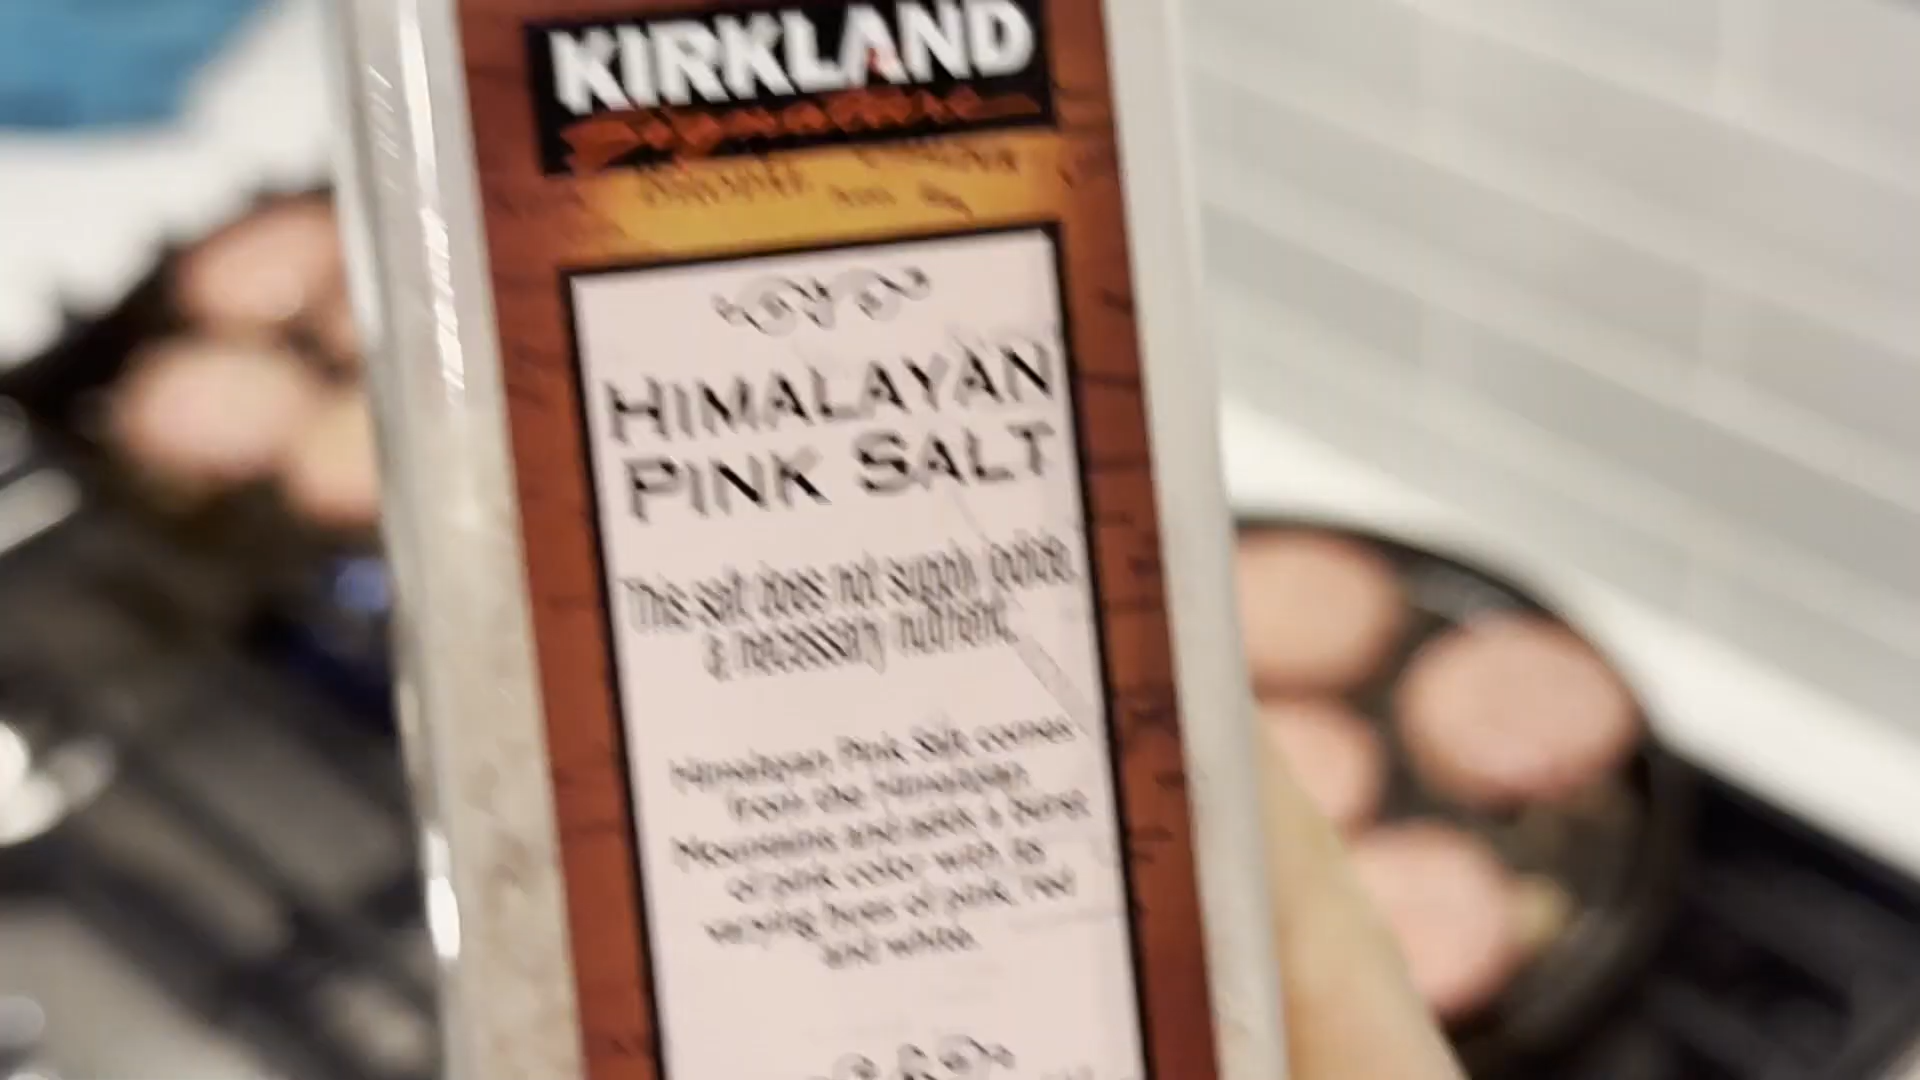 KIRKLAND
HIMALAYAN
PINK SALT
This salt does not supply iodide,
a necessary nutrient.
Himalayan Pink Salt comes
from the Himalayan
Mountains and adds a burst
of pink color with its
varying hues of pink, red
and white.